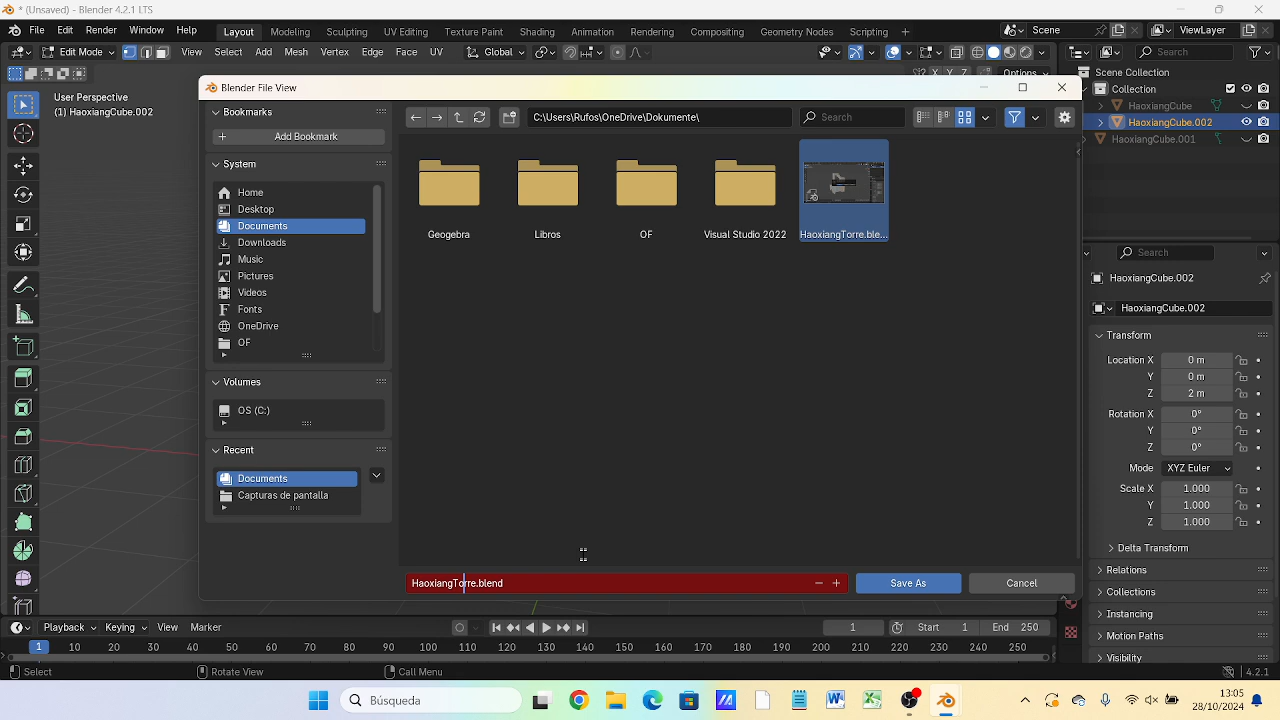 * (Unsaved) - Blender 4.2.1 LTS
File Edit Render Window Help Layout Modeling Sculpting UV Editing Texture Paint Shading Animation Rendering Compositing Geometry Nodes Scripting + Scene ViewLayer
Edit Mode View Select Add Mesh Vertex Edge Face UV Global Search
X Y Z Options
User Perspective
(1) HaoxiangCube.002
Blender File View
Bookmarks
+ Add Bookmark
System
Home
Desktop
Documents
Downloads
Music
Pictures
Videos
Fonts
OneDrive
OF
Volumes
OS (C:)
Recent
Documents
Capturas de pantalla
C:\Users\Rufos\OneDrive\Dokumente\
Search
Geogebra
Libros
OF
Visual Studio 2022
HaoxiangTorre.ble...
HaoxiangTorre.blend
Save As
Cancel
Scene Collection
Collection
HaoxiangCube
HaoxiangCube.002
HaoxiangCube.001
Search
HaoxiangCube.002
HaoxiangCube.002
Transform
Location X 0 m
Y 0 m
Z 2 m
Rotation X 0°
Y 0°
Z 0°
Mode XYZ Euler
Scale X 1.000
Y 1.000
Z 1.000
Delta Transform
Relations
Collections
Instancing
Motion Paths
Visibility
Playback Keying View Marker 1 Start 1 End 250
1 10 20 30 40 50 60 70 80 90 100 110 120 130 140 150 160 170 180 190 200 210 220 230 240 250
Select Rotate View Call Menu 4.2.1
Búsqueda
13:05
28/10/2024